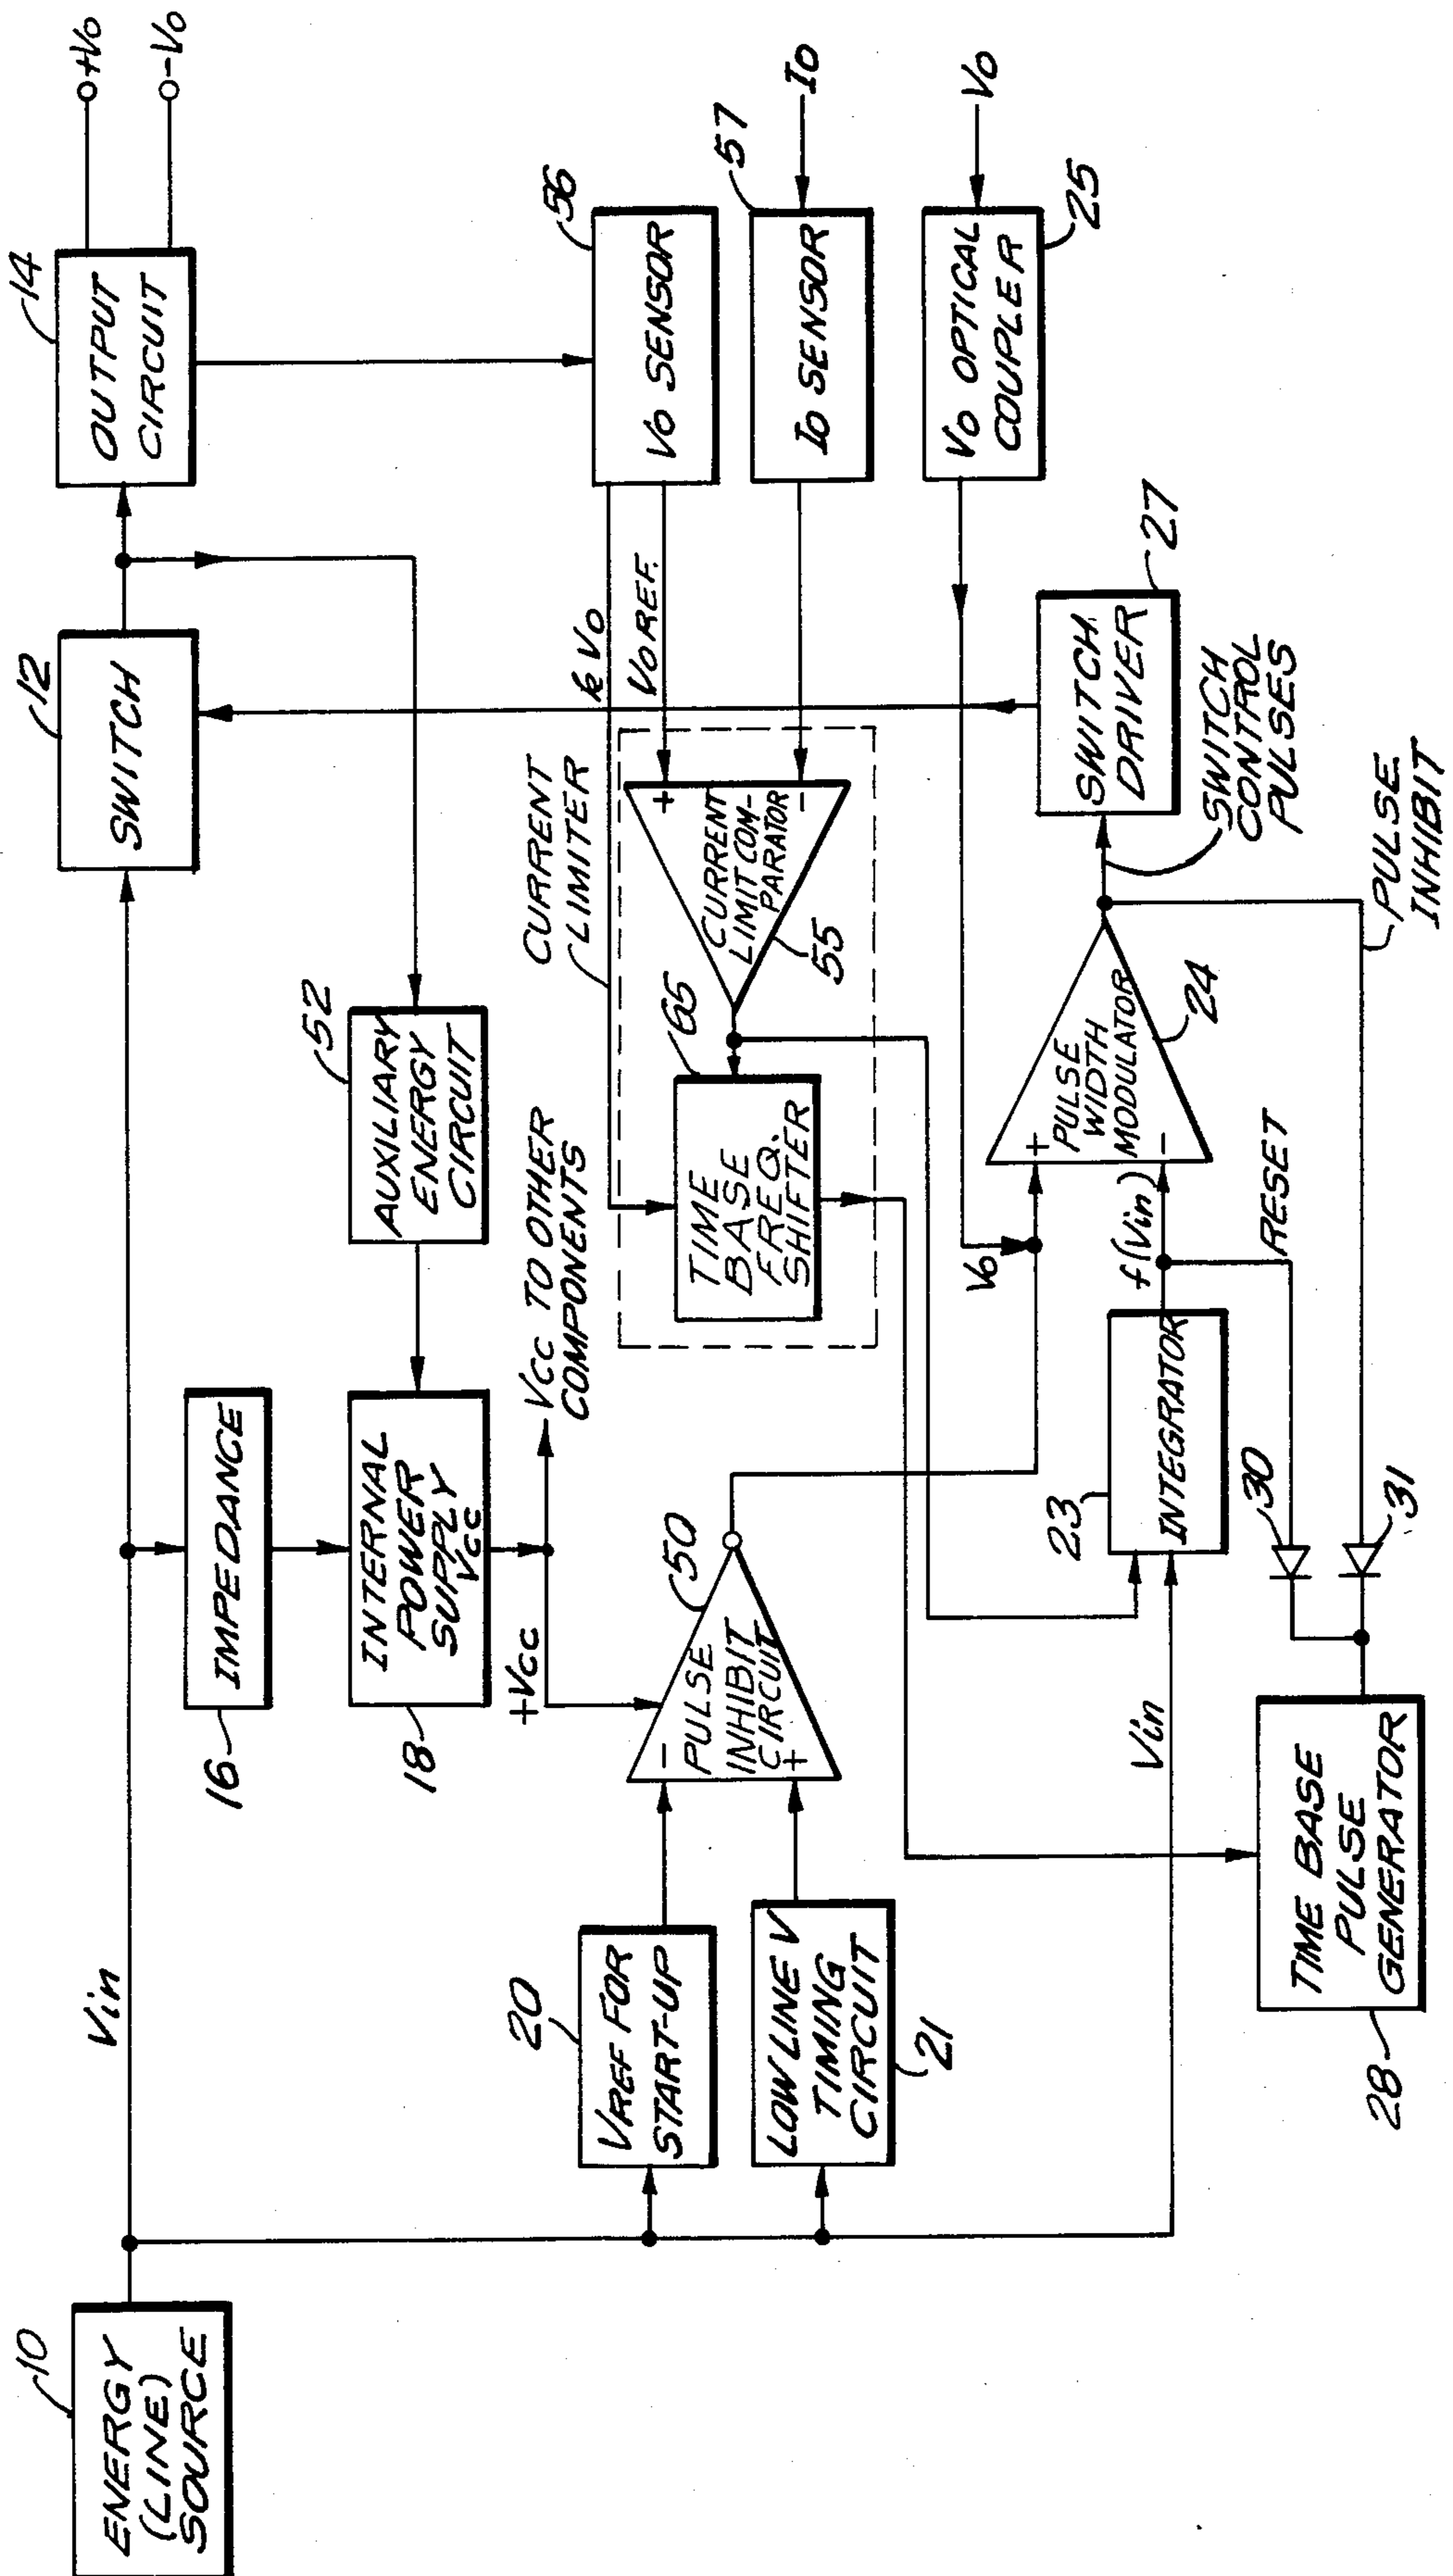 10
ENERGY
(LINE)
SOURCE
Vin
12
SWITCH
14
OUTPUT
CIRCUIT
+Vo
-Vo
16
IMPEDANCE
52
AUXILIARY
ENERGY
CIRCUIT
18
INTERNAL
POWER
SUPPLY
Vcc
+Vcc
Vcc TO OTHER
COMPONENTS
CURRENT
LIMITER
k Vo
VO REF.
56
VO SENSOR
57
IO SENSOR
Io
20
VREF FOR
START-UP
21
LOW LINE V
TIMING
CIRCUIT
50
-
PULSE
INHIBIT
CIRCUIT
+
65
TIME
BASE
FREQ.
SHIFTER
+
CURRENT
LIMIT COM-
PARATOR
-
55
VO OPTICAL
COUPLER
25
Vo
Vo
Vin
23
INTEGRATOR
f(Vin)
+
PULSE
WIDTH
MODULATOR
-
24
SWITCH
DRIVER
27
SWITCH
CONTROL
PULSES
RESET
30
31
PULSE
INHIBIT
28
TIME BASE
PULSE
GENERATOR